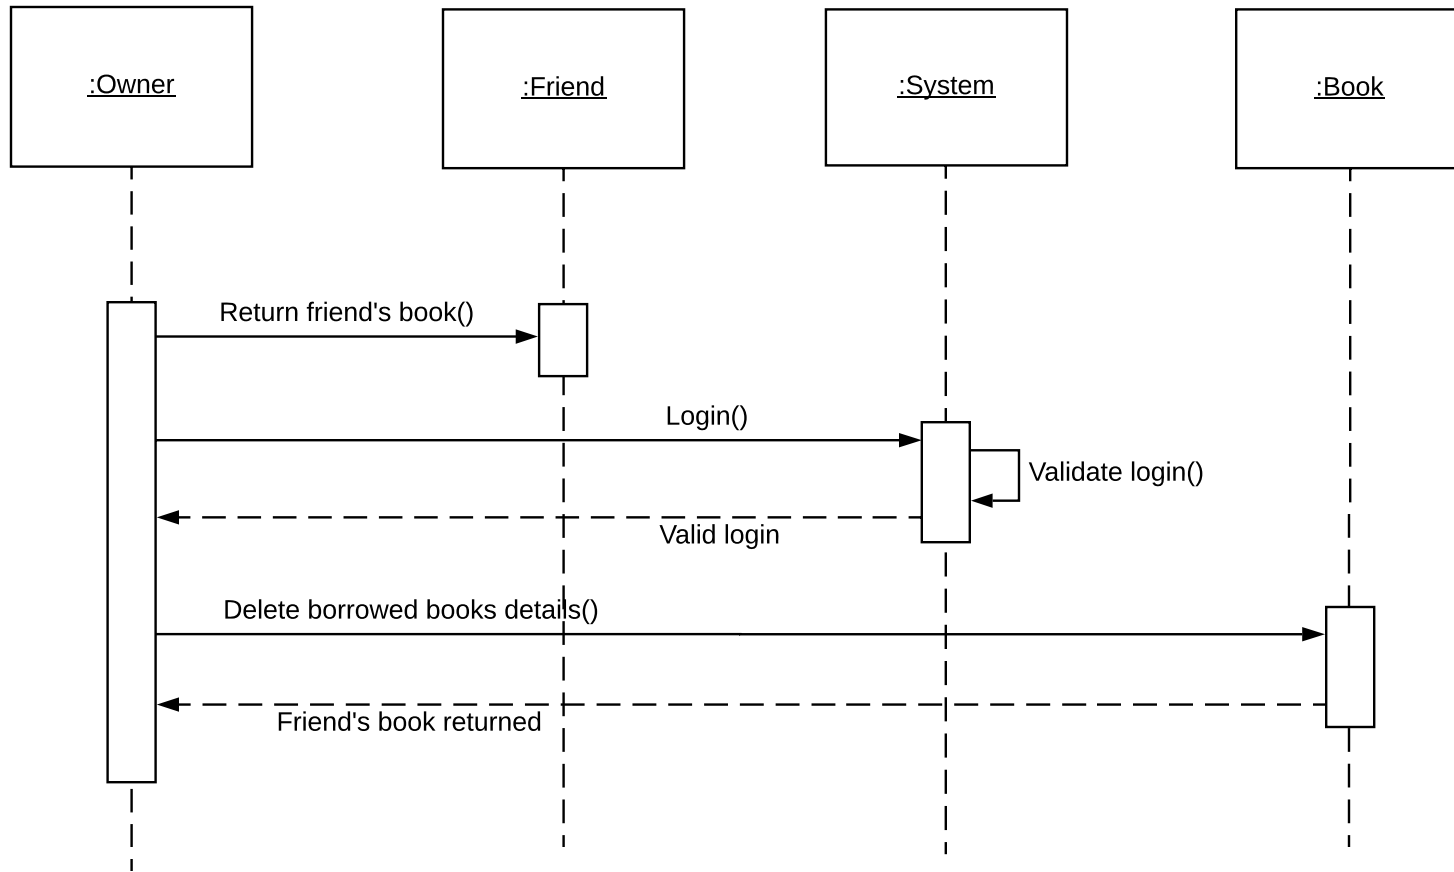 :Owner
:Friend
:System
:Book
Return friend's book()
Login()
Validate login()
Valid login
Delete borrowed books details()
Friend's book returned